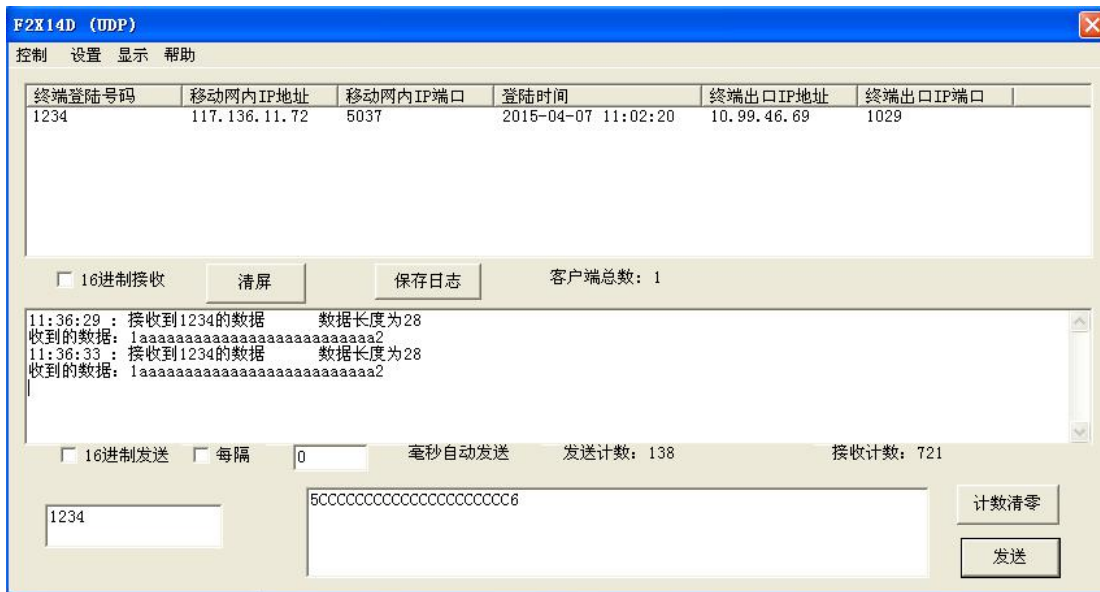 F2X14D (UDP)
控制 设置 显示 帮助
终端登陆号码 移动网内IP地址 移动网内IP端口 登陆时间 终端出口IP地址 终端出口IP端口
1234 117.136.11.72 5037 2015-04-07 11:02:20 10.99.46.69 1029
16进制接收 清屏 保存日志 客户端总数: 1
11:36:29 : 接收到1234的数据 数据长度为28
收到的数据: 1aaaaaaaaaaaaaaaaaaaaaaaaaa2
11:36:33 : 接收到1234的数据 数据长度为28
收到的数据: 1aaaaaaaaaaaaaaaaaaaaaaaaaa2
16进制发送 每隔 0 毫秒自动发送 发送计数: 138 接收计数: 721
5CCCCCCCCCCCCCCCCCCCCCC6
计数清零
1234
发送